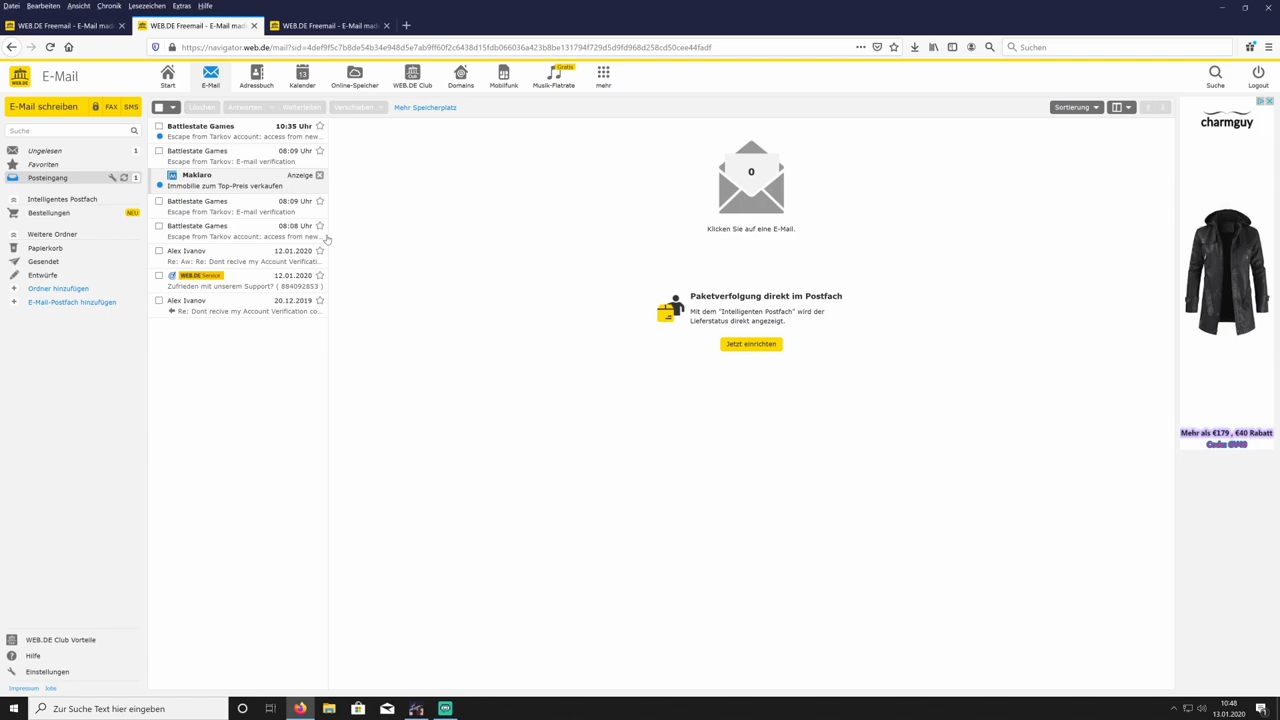 Datei Bearbeiten Ansicht Chronik Lesezeichen Extras Hilfe
WEB.DE Freemail - E-Mail mad
WEB.DE Freemail - E-Mail mad
WEB.DE Freemail - E-Mail mad
https://navigator.web.de/mail?sid=4def9f5c7b8de54b34e948d5e7ab9ff60f2c6438d15fdb066036a423b8be131794f729d5d9fd968d258cd50cee44fadf
Suchen
WEB.DE
E-Mail
Start
E-Mail
Adressbuch
13
Kalender
Online-Speicher
Club
WEB.DE Club
Domains
Mobilfunk
Gratis
Musik-Flatrate
mehr
Suche
Logout
E-Mail schreiben
FAX
SMS
Löschen
Antworten
Weiterleiten
Verschieben
Mehr Speicherplatz
Sortierung
Suche
Ungelesen 1
Favoriten
Posteingang 1
Intelligentes Postfach
Bestellungen NEU
Weitere Ordner
Papierkorb
Gesendet
Entwürfe
Ordner hinzufügen
E-Mail-Postfach hinzufügen
Battlestate Games 10:35 Uhr
Escape from Tarkov account: access from new...
Battlestate Games 08:09 Uhr
Escape from Tarkov: E-mail verification
Maklaro Anzeige
Immobilie zum Top-Preis verkaufen
Battlestate Games 08:09 Uhr
Escape from Tarkov: E-mail verification
Battlestate Games 08:08 Uhr
Escape from Tarkov account: access from new...
Alex Ivanov 12.01.2020
Re: Aw: Re: Dont recive my Account Verificati...
WEB.DE Service 12.01.2020
Zufrieden mit unserem Support? ( 884092853 )
Alex Ivanov 20.12.2019
Re: Dont recive my Account Verification co...
0
Klicken Sie auf eine E-Mail.
Paketverfolgung direkt im Postfach
Mit dem "Intelligenten Postfach" wird der
Lieferstatus direkt angezeigt.
Jetzt einrichten
charmguy
Mehr als €179 , €40 Rabatt
Code: GV40
WEB.DE Club Vorteile
Hilfe
Einstellungen
Impressum Jobs
Zur Suche Text hier eingeben
10:48
13.01.2020
1